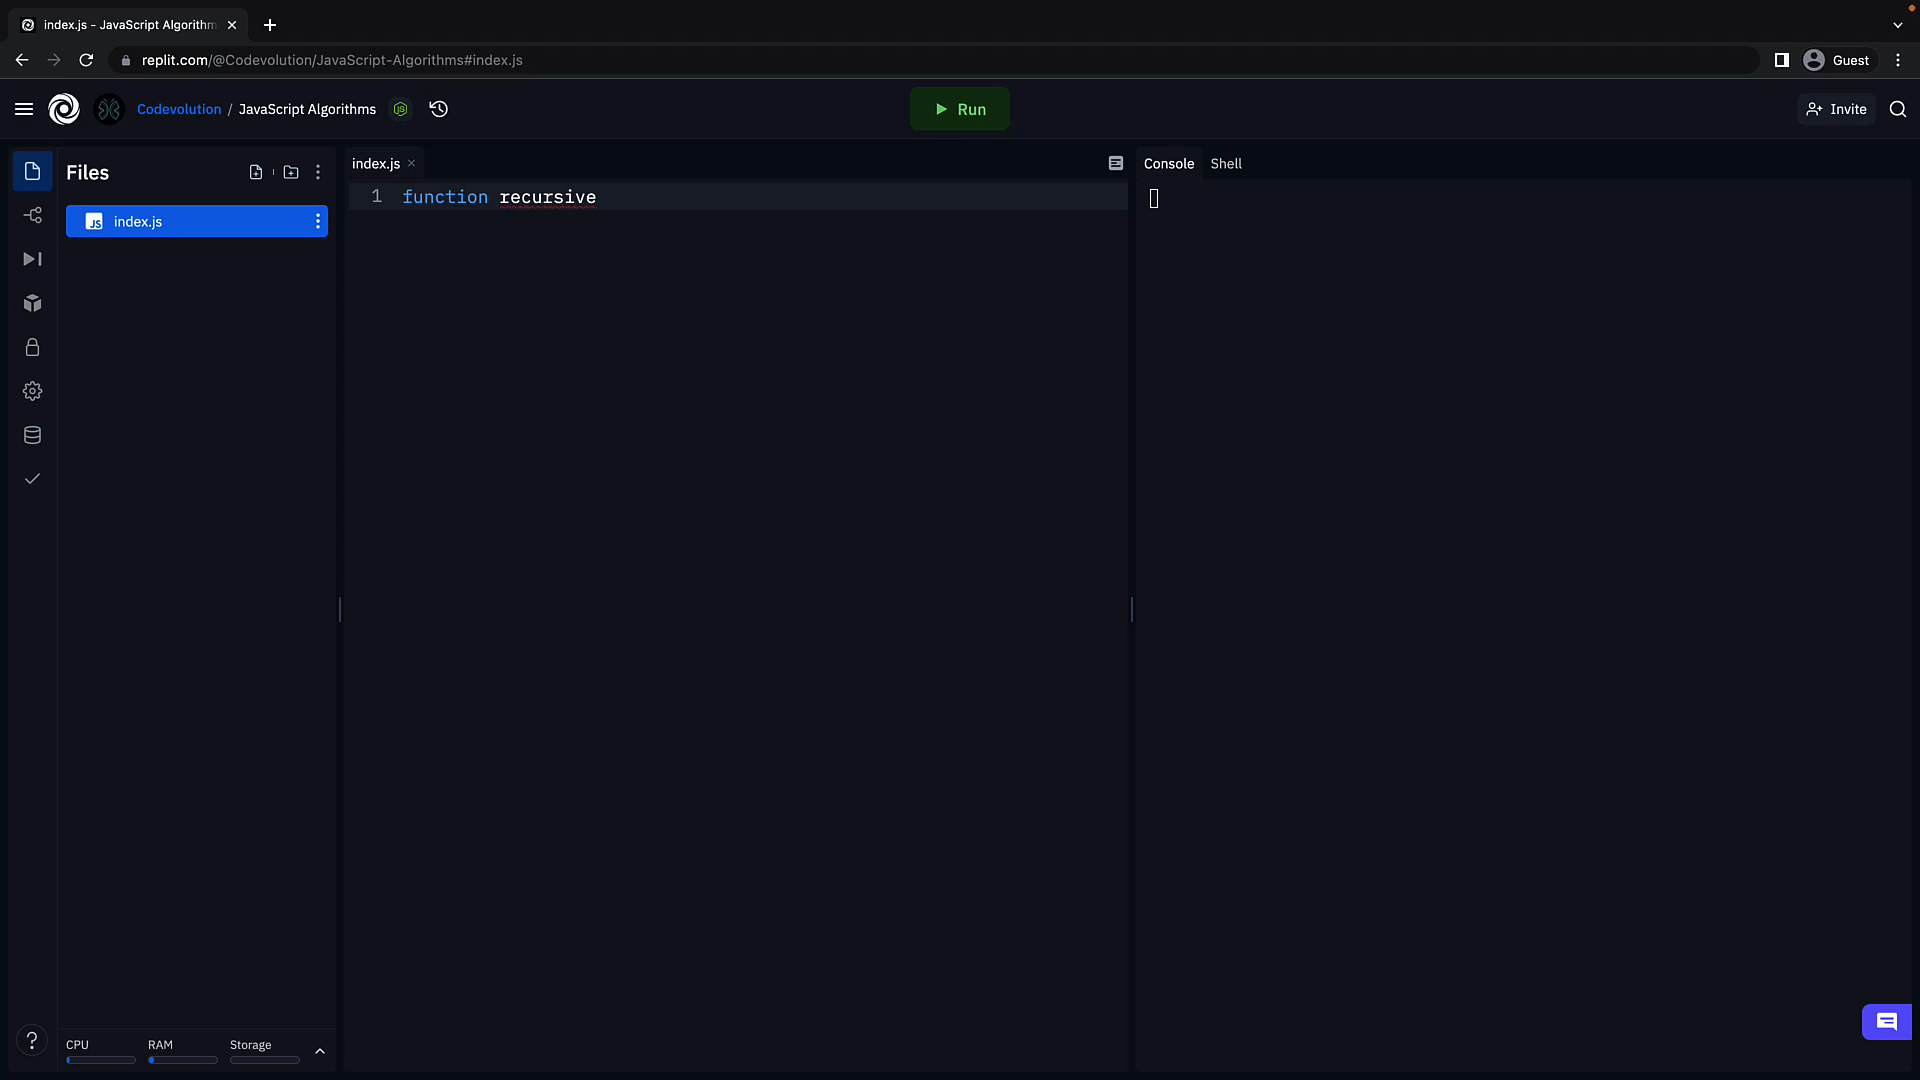 index.js - JavaScript Algorithm
replit.com/@Codevolution/JavaScript-Algorithms#index.js
Guest
Codevolution / JavaScript Algorithms
Run
Invite
Files
index.js
Console
Shell
index.js
1 function recursive
CPU
RAM
Storage